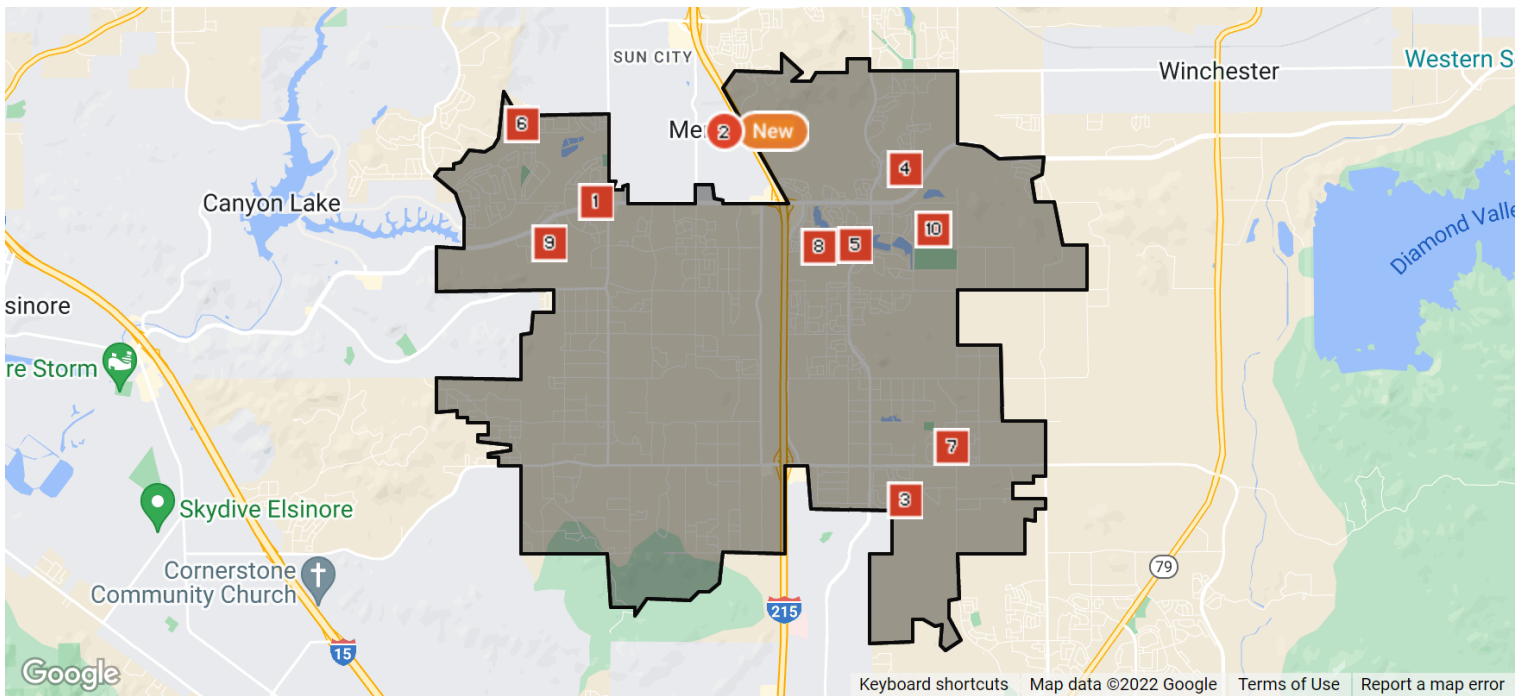 SUN CITY
Winchester
Western S
6
Me
2
New
4
1
Canyon Lake
10
9
8
5
Diamond Valle
sinore
re Storm
7
3
Skydive Elsinore
Cornerstone
Community Church
79
215
15
Google
Keyboard shortcuts
Map data ©2022 Google
Terms of Use
Report a map error